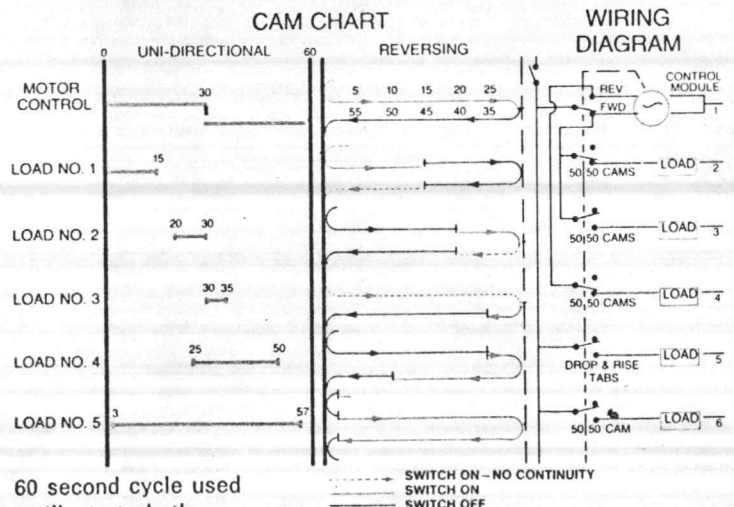 CAM CHART
WIRING
DIAGRAM
0
UNI-DIRECTIONAL
60
REVERSING
MOTOR
CONTROL
30
5 10 15 20 25
55 50 45 40 35
REV
FWD
CONTROL
MODULE
1
LOAD NO. 1
15
50 50 CAMS
LOAD
2
LOAD NO. 2
20 30
50 50 CAMS
LOAD
3
LOAD NO. 3
30 35
50 50 CAMS
LOAD
4
LOAD NO. 4
25 50
DROP & RISE
TABS
LOAD
5
LOAD NO. 5
3 57
50 50 CAM
LOAD
6
60 second cycle used
SWITCH ON – NO CONTINUITY
SWITCH ON
SWITCH OFF